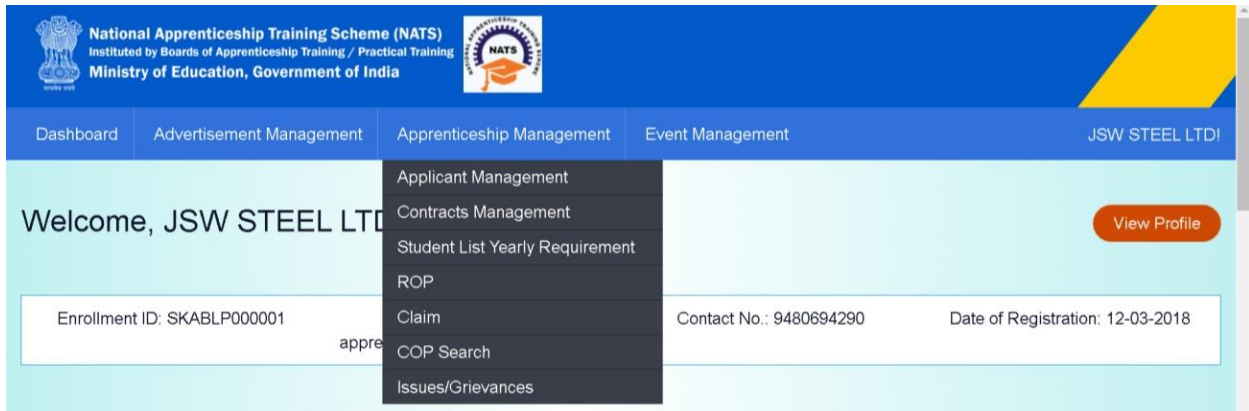 National Apprenticeship Training Scheme (NATS)
Instituted by Boards of Apprenticeship Training / Practical Training
Ministry of Education, Government of India
NATS
Dashboard Advertisement Management Apprenticeship Management Event Management JSW STEEL LTD!
Applicant Management
Contracts Management
Student List Yearly Requirement
ROP
Claim
COP Search
Issues/Grievances
Welcome, JSW STEEL LTD
View Profile
Enrollment ID: SKABLP000001 Contact No.: 9480694290 Date of Registration: 12-03-2018
appre